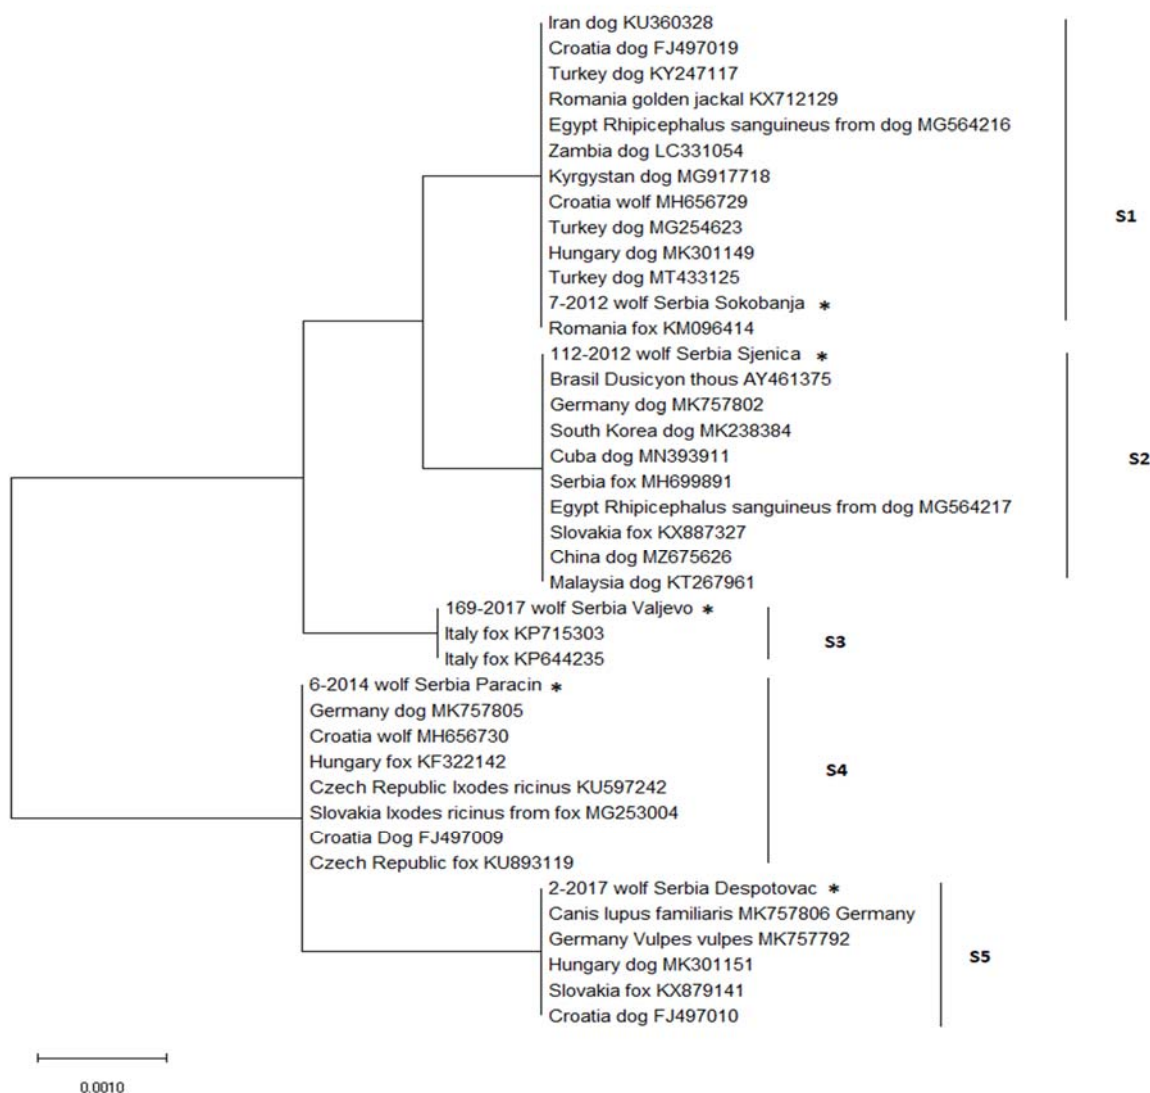 Iran dog KU360328
Croatia dog FJ497019
Turkey dog KY247117
Romania golden jackal KX712129
Egypt Rhipicephalus sanguineus from dog MG564216
Zambia dog LC331054
Kyrgystan dog MG917718
Croatia wolf MH656729
S1
Turkey dog MG254623
Hungary dog MK301149
Turkey dog MT433125
7-2012 wolf Serbia Sokobanja *
Romania fox KM096414
112-2012 wolf Serbia Sjenica *
Brasil Dusicyon thous AY461375
Germany dog MK757802
South Korea dog MK238384
Cuba dog MN393911
S2
Serbia fox MH699891
Egypt Rhipicephalus sanguineus from dog MG564217
Slovakia fox KX887327
China dog MZ675626
Malaysia dog KT267961
169-2017 wolf Serbia Valjevo *
Italy fox KP715303
S3
Italy fox KP644235
6-2014 wolf Serbia Paracin *
Germany dog MK757805
Croatia wolf MH656730
Hungary fox KF322142
S4
Czech Republic Ixodes ricinus KU597242
Slovakia Ixodes ricinus from fox MG253004
Croatia Dog FJ497009
Czech Republic fox KU893119
2-2017 wolf Serbia Despotovac *
Canis lupus familiaris MK757806 Germany
Germany Vulpes vulpes MK757792
S5
Hungary dog MK301151
Slovakia fox KX879141
Croatia dog FJ497010
0.0010